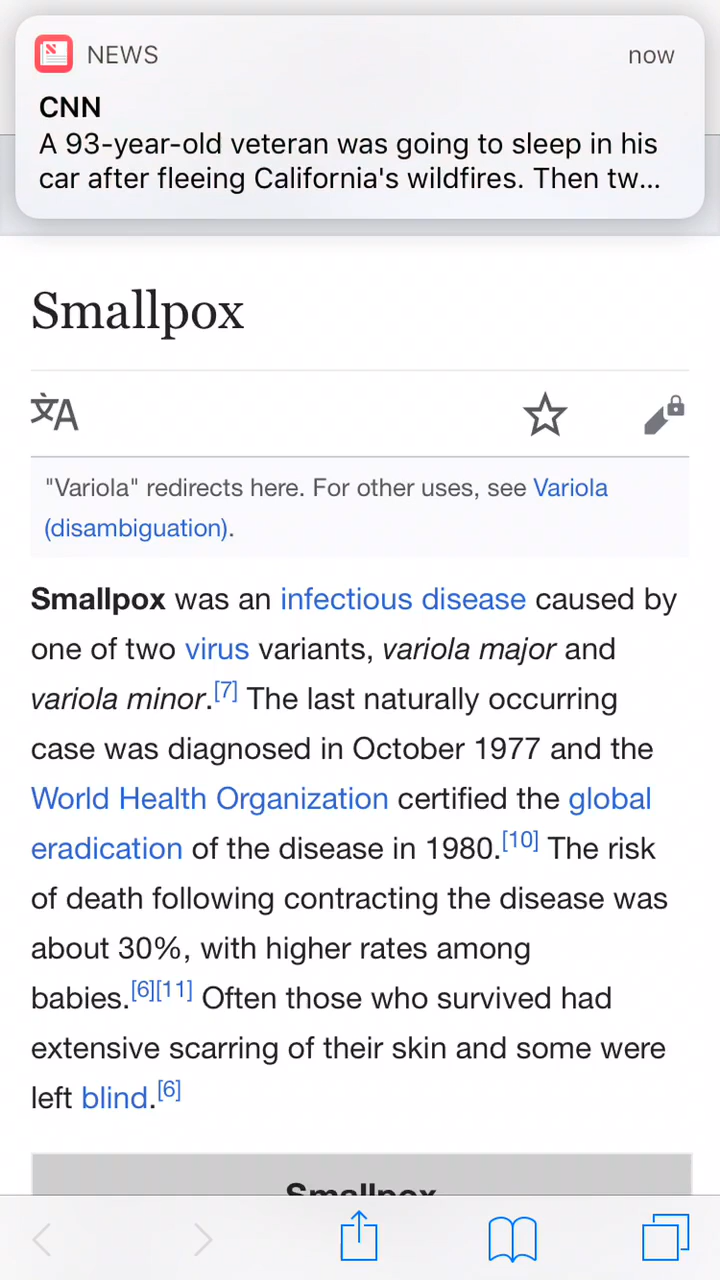 NEWS
now
CNN
A 93-year-old veteran was going to sleep in his
car after fleeing California's wildfires. Then tw...
Smallpox
文A
"Variola" redirects here. For other uses, see Variola
(disambiguation).
Smallpox was an infectious disease caused by
one of two virus variants, variola major and
variola minor.[7] The last naturally occurring
case was diagnosed in October 1977 and the
World Health Organization certified the global
eradication of the disease in 1980.[10] The risk
of death following contracting the disease was
about 30%, with higher rates among
babies.[6][11] Often those who survived had
extensive scarring of their skin and some were
left blind.[6]
Smallpox